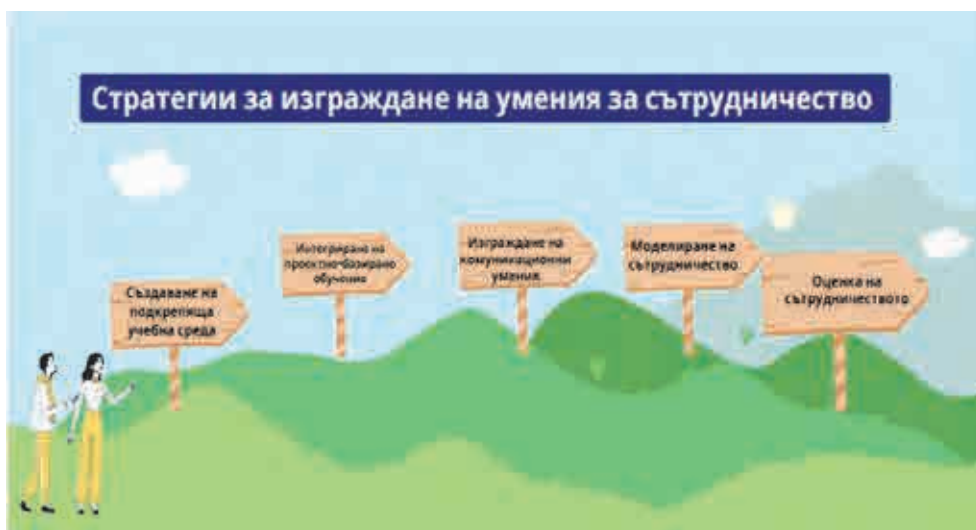 Стратегии за изграждане на умения за сътрудничество
Създаване на
подкрепяща
учебна среда
Интегриране на
проектно-базирано
обучение
Изграждане на
комуникационни
умения
Моделиране на
сътрудничество
Оценка на
сътрудничеството